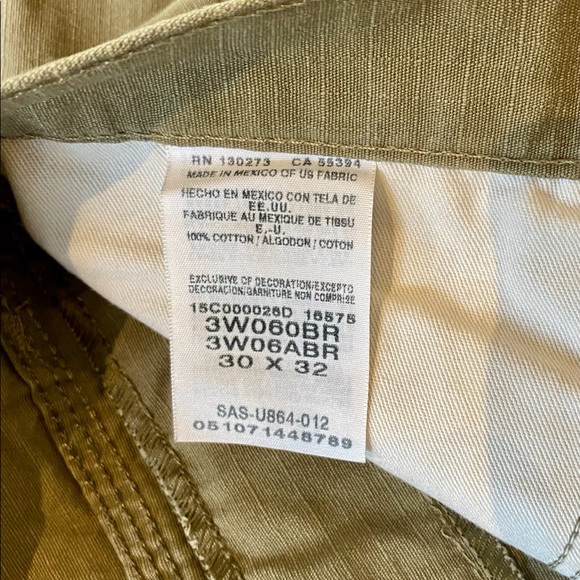 RN 130273 CA 55394
MADE IN MEXICO OF US FABRIC
HECHO EN MEXICO CON TELA DE
EE.UU.
FABRIQUE AU MEXIQUE DE TISSU
E.-U.
100% COTTON / ALGODON / COTON
EXCLUSIVE OF DECORATION/EXCEPTO
DECORACION/GARNITURE NON COMPRISE
15C000026D 16575
3W060BR
3W06ABR
30 X 32
SAS-U864-012
051071448789